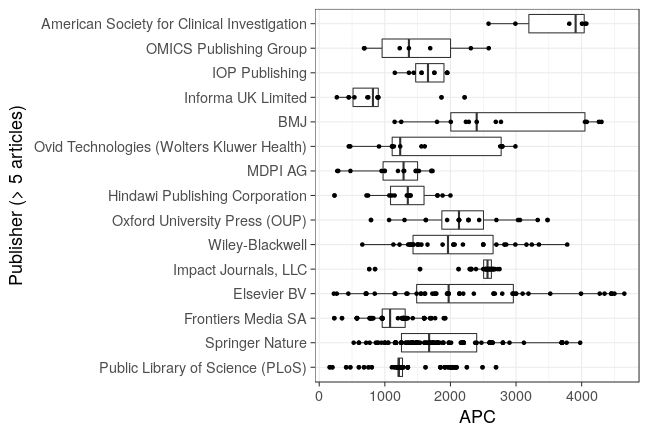 Publisher (> 5 articles)
American Society for Clinical Investigation
OMICS Publishing Group
IOP Publishing
Informa UK Limited
BMJ
Ovid Technologies (Wolters Kluwer Health)
MDPI AG
Hindawi Publishing Corporation
Oxford University Press (OUP)
Wiley-Blackwell
Impact Journals, LLC
Elsevier BV
Frontiers Media SA
Springer Nature
Public Library of Science (PLoS)
0 1000 2000 3000 4000
APC